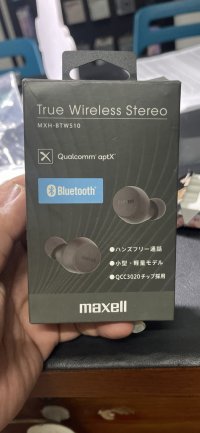 True Wireless Stereo
MXH-BTW510
Qualcomm® aptX™
Bluetooth®
●ハンズフリー通話
●小型・軽量モデル
●QCC3020チップ採用
maxell